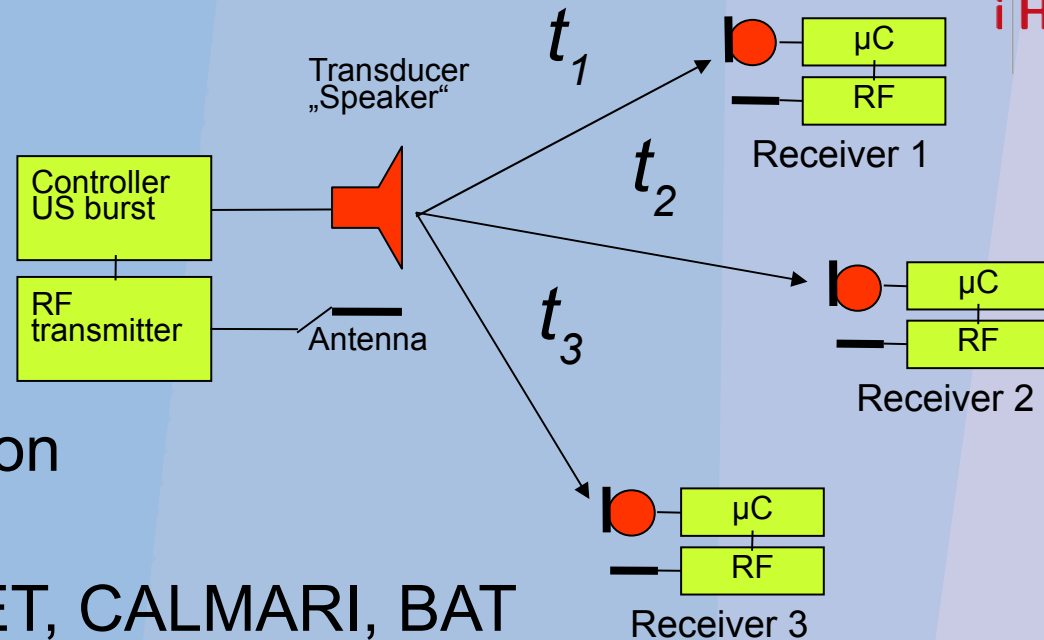 i H
t1
Transducer
„Speaker“
µC
RF
Receiver 1
Controller
US burst
t2
µC
RF
Receiver 2
RF
transmitter
Antenna
t3
on
µC
RF
Receiver 3
ET, CALMARI, BAT